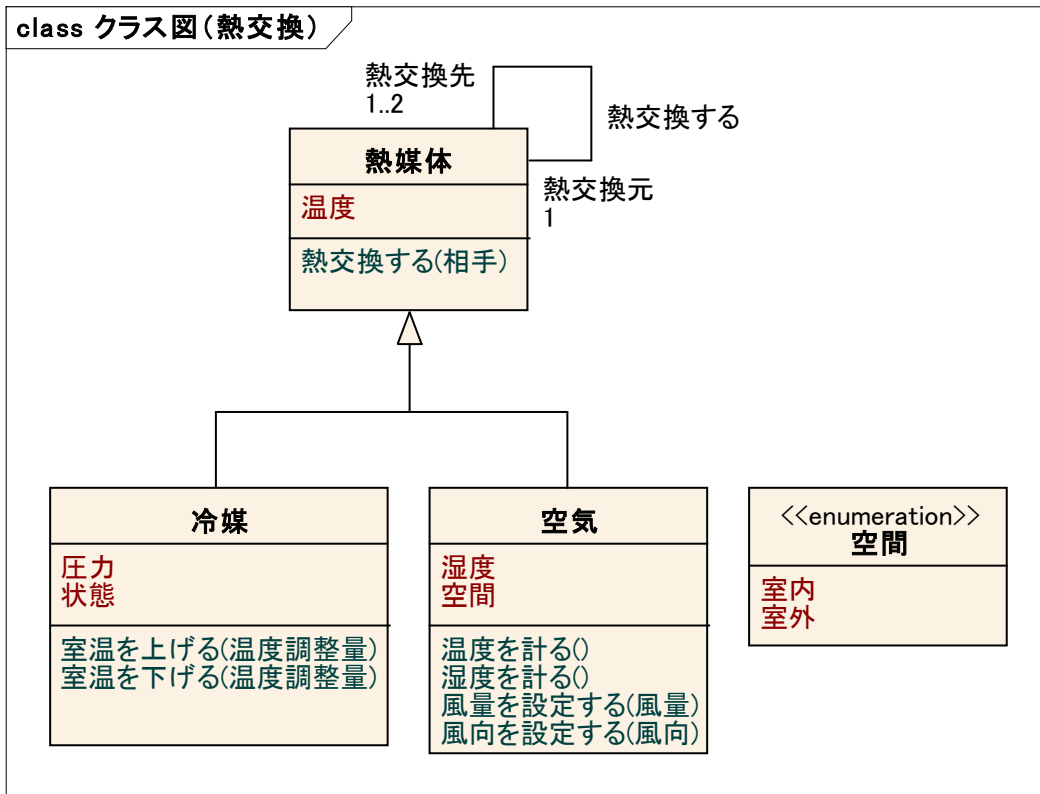 class クラス図(熱交換)
熱交換先
1..2
熱交換する
熱媒体
温度
熱交換する(相手)
熱交換元
1
冷媒
圧力
状態
室温を上げる(温度調整量)
室温を下げる(温度調整量)
空気
湿度
空間
温度を計る()
湿度を計る()
風量を設定する(風量)
風向を設定する(風向)
<<enumeration>>
空間
室内
室外